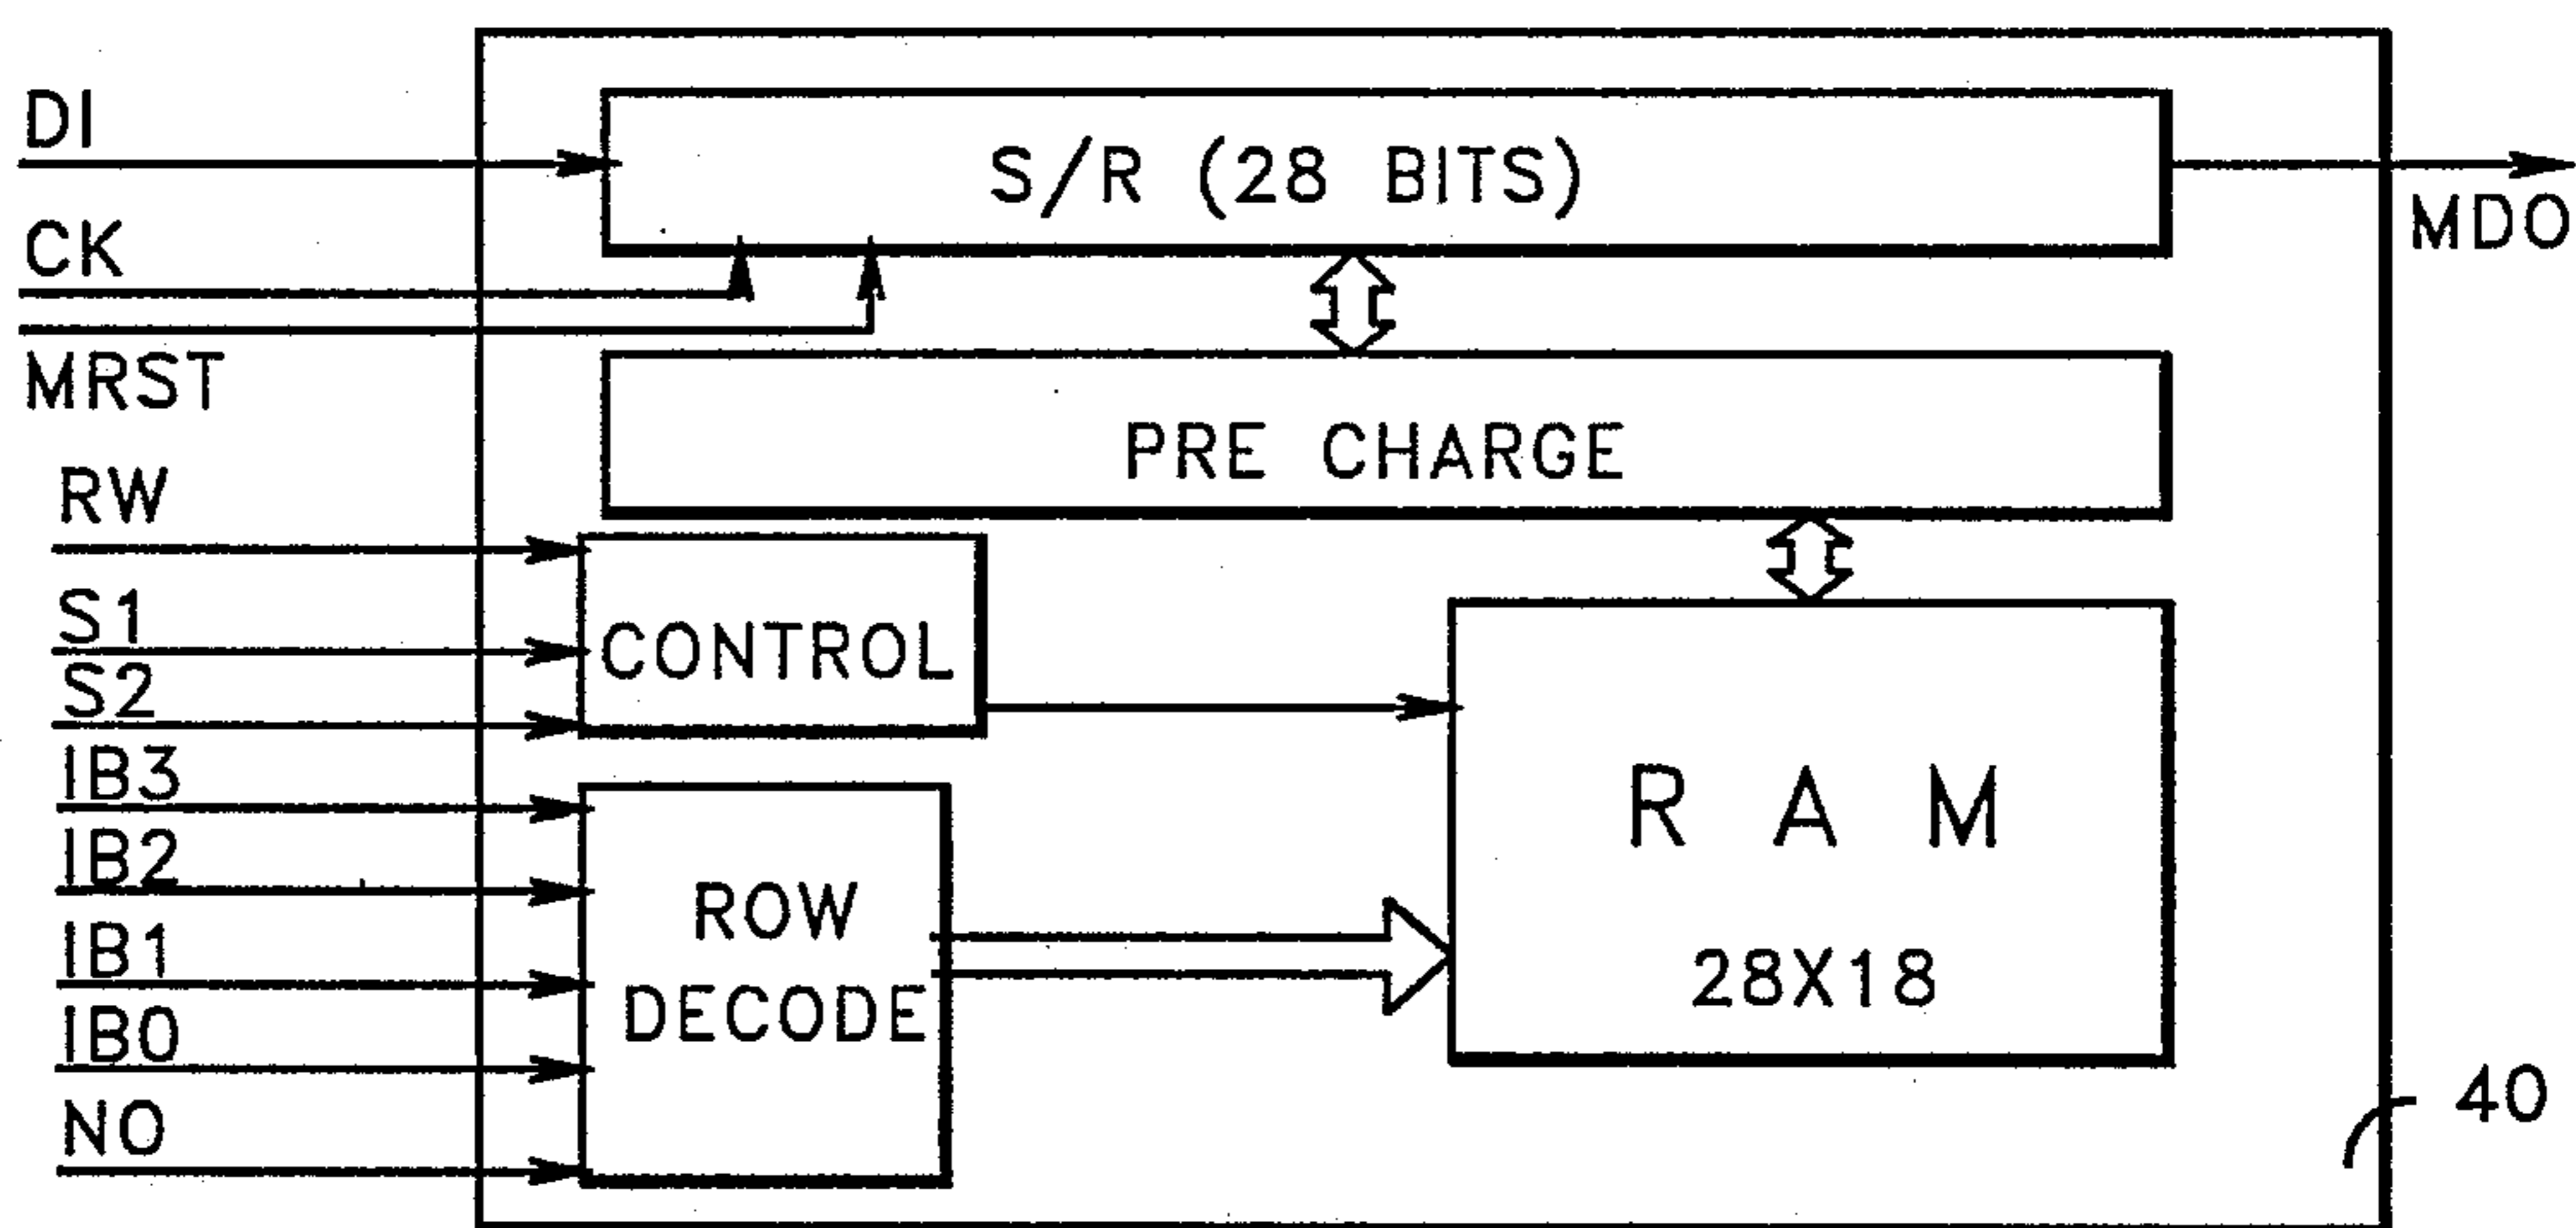 DI
S/R (28 BITS)
MDO
CK
MRST
PRE CHARGE
RW
S1
CONTROL
S2
IB3
IB2
R A M
ROW
IB1
28X18
DECODE
IB0
40
N0